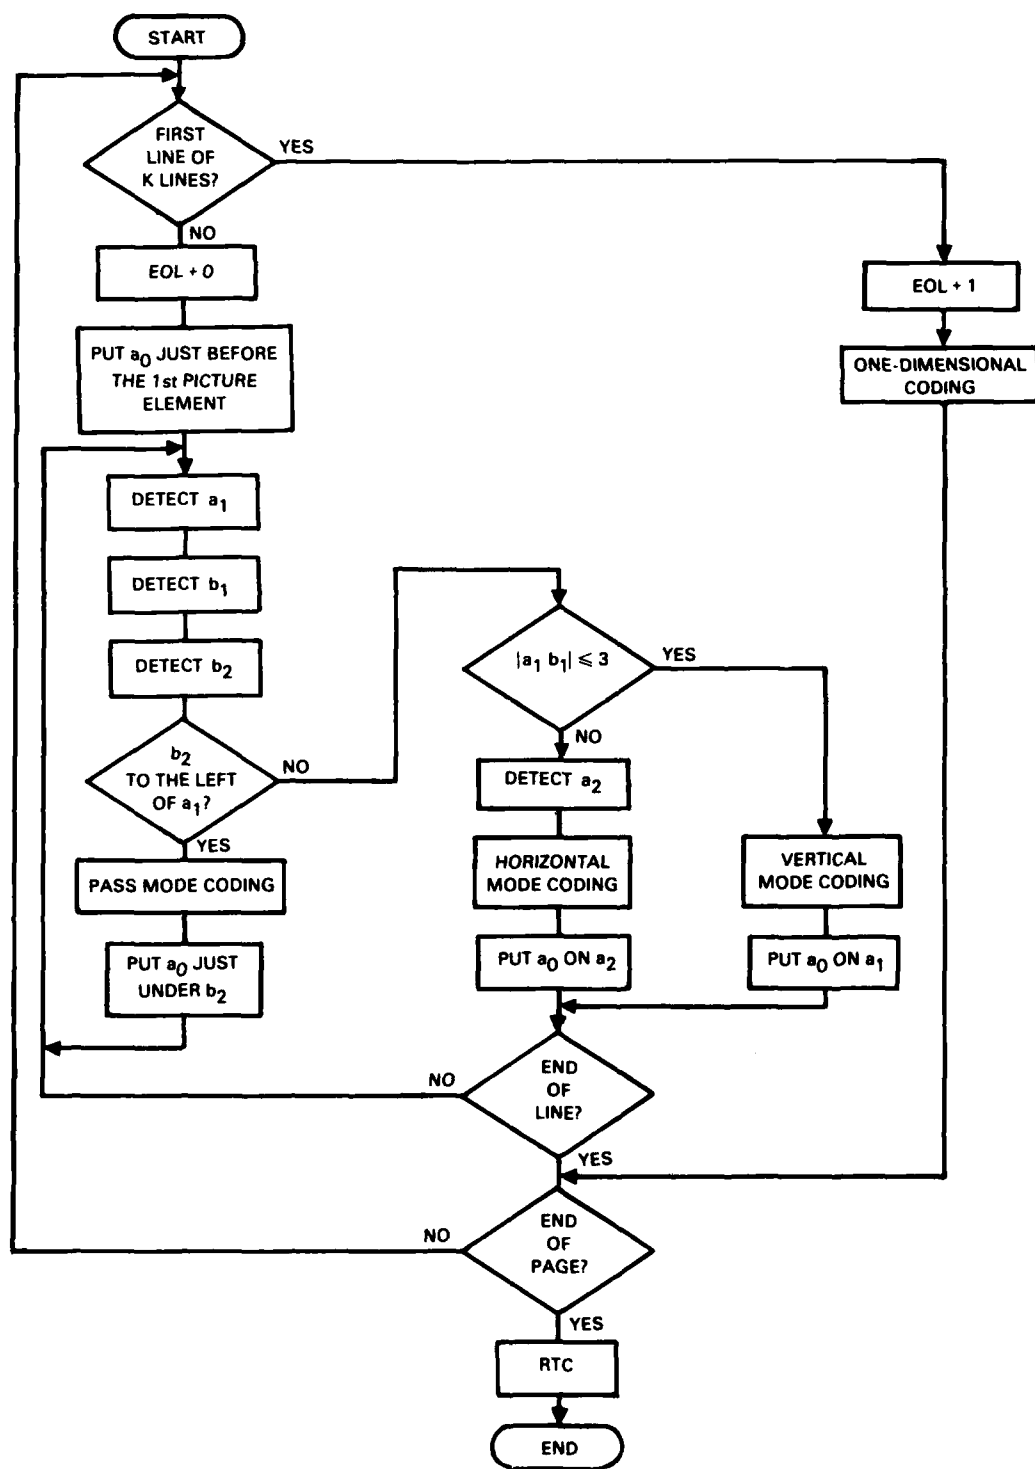 START
FIRST
LINE OF
K LINES?
YES
NO
EOL + 0
EOL + 1
PUT a0 JUST BEFORE
THE 1st PICTURE
ELEMENT
ONE-DIMENSIONAL
CODING
DETECT a1
DETECT b1
DETECT b2
b2
TO THE LEFT
OF a1?
NO
YES
|a1 b1| ⩽ 3
YES
NO
DETECT a2
PASS MODE CODING
HORIZONTAL
MODE CODING
VERTICAL
MODE CODING
PUT a0 JUST
UNDER b2
PUT a0 ON a2
PUT a0 ON a1
END
OF
LINE?
NO
YES
END
OF
PAGE?
NO
YES
RTC
END